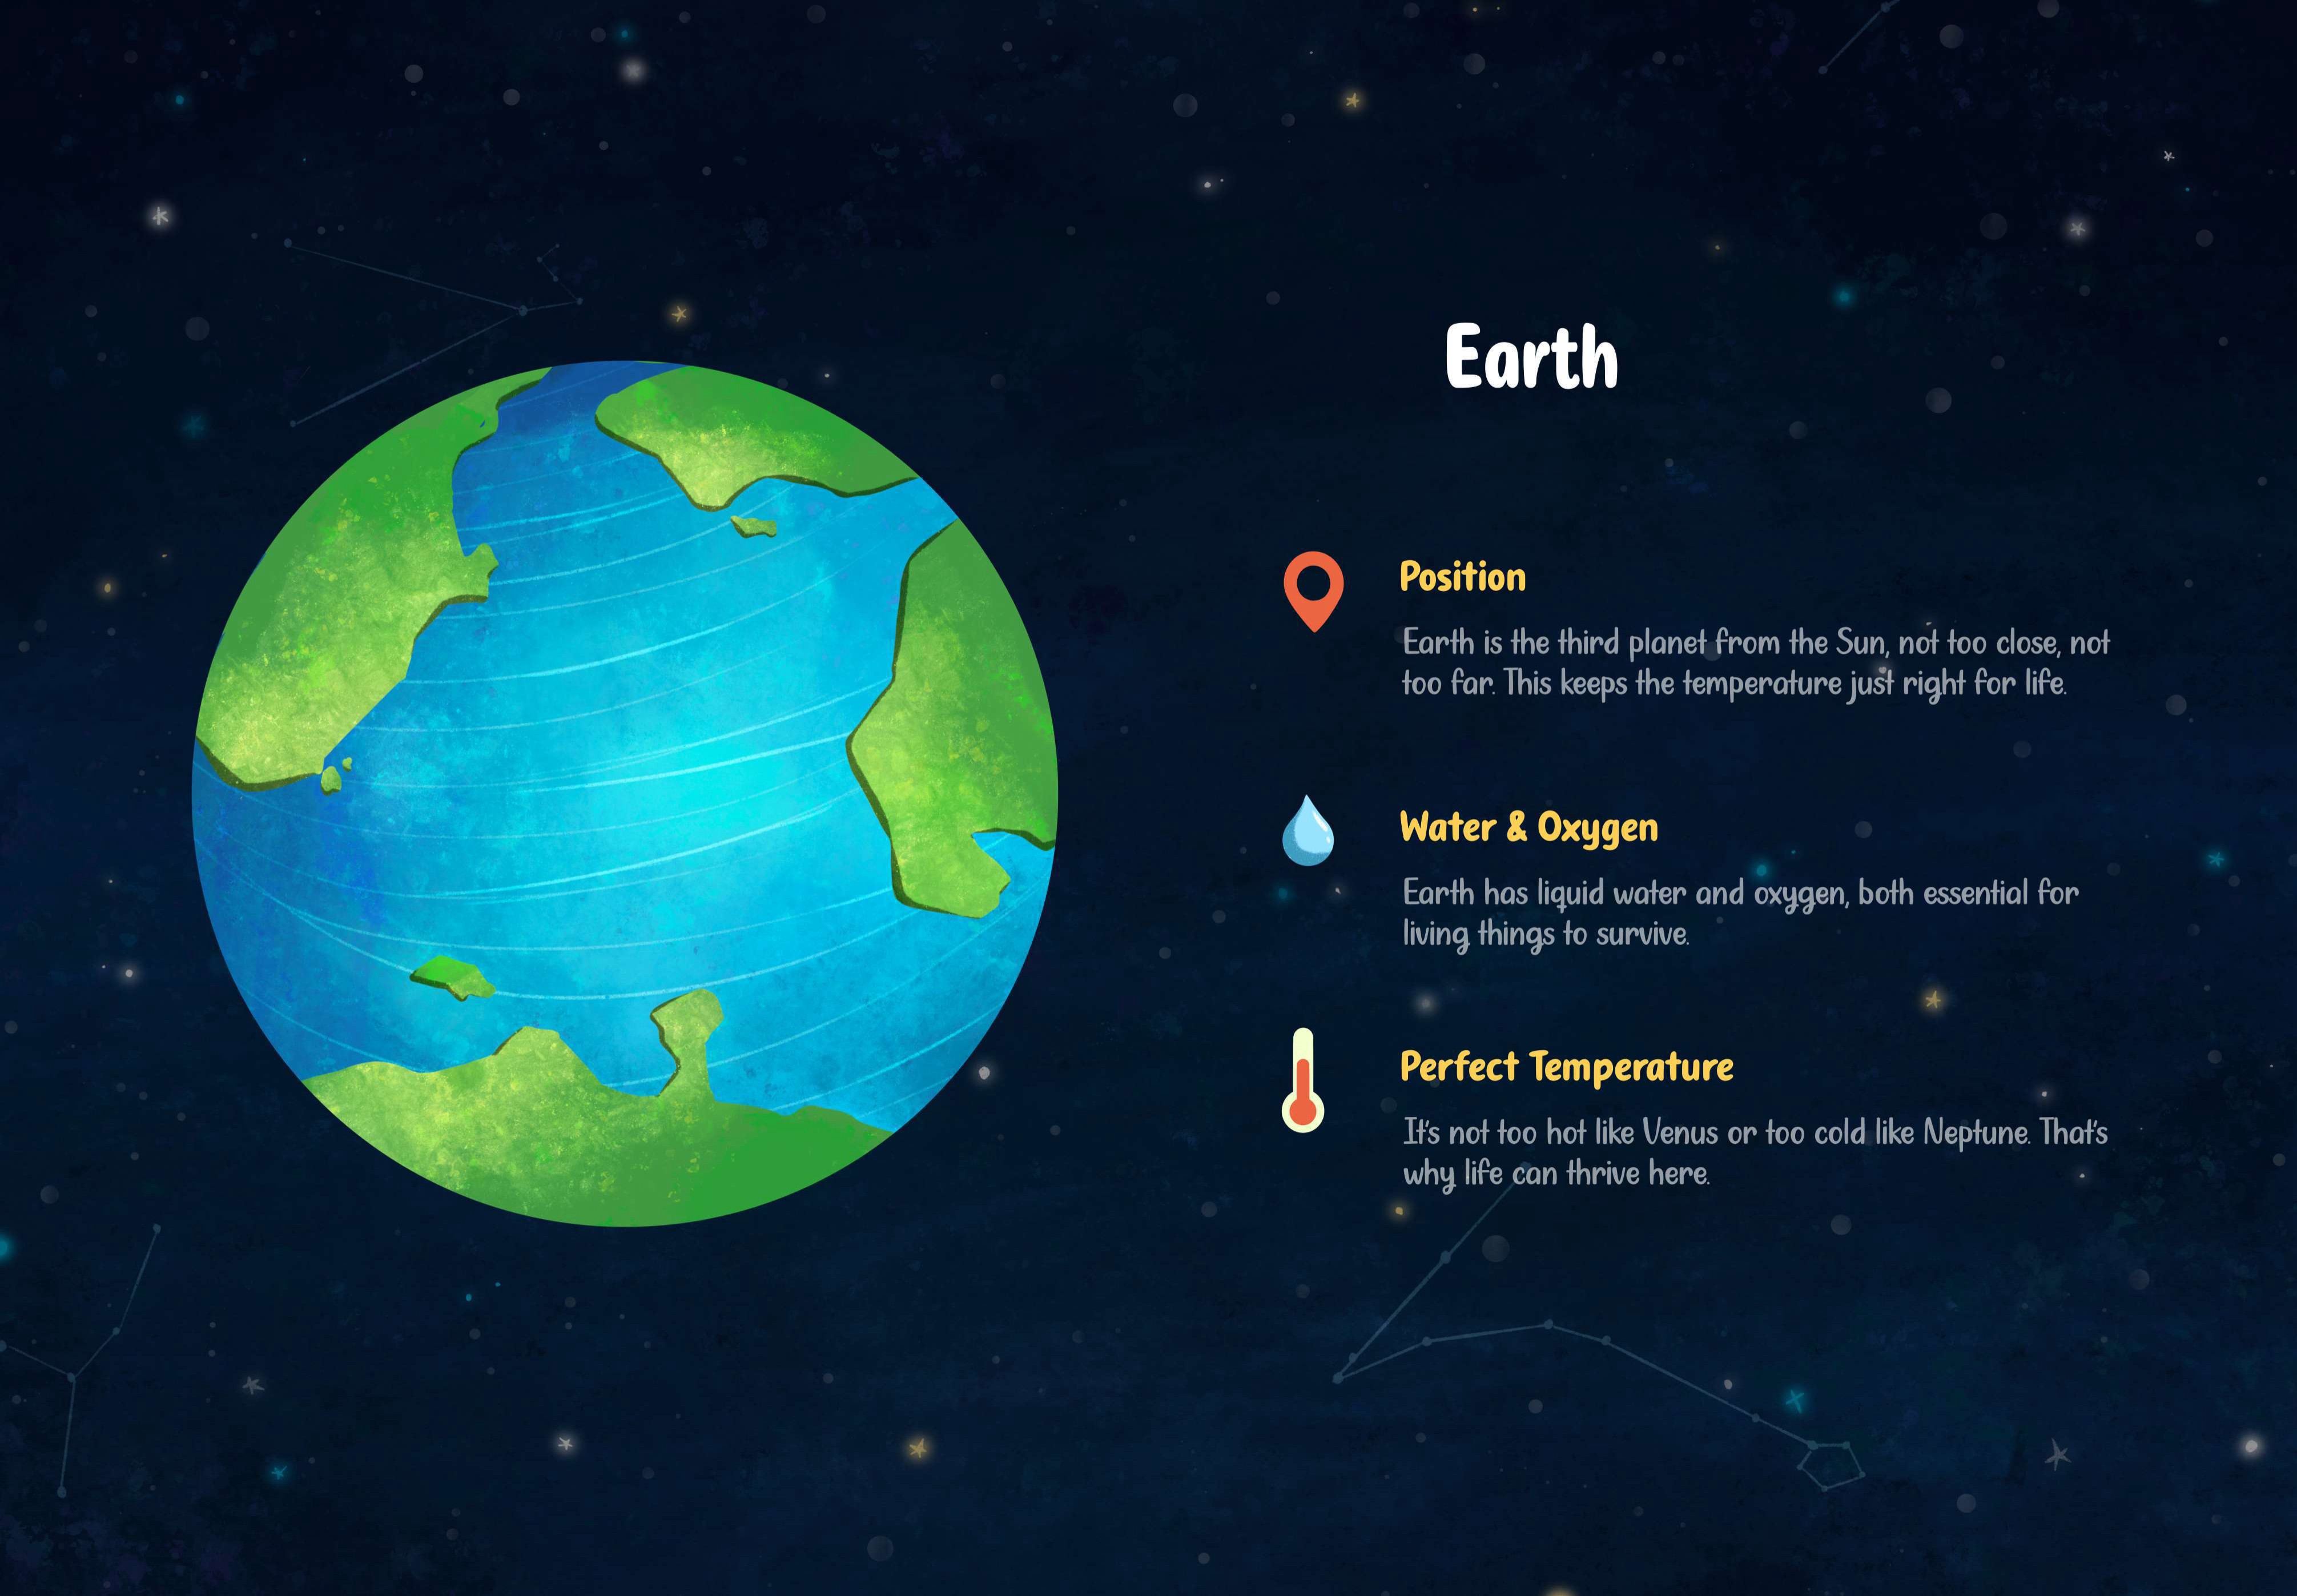 Earth
Position
Earth is the third planet from the Sun, not too close, not
too far. This keeps the temperature just right for life.
Water & Oxygen
Earth has liquid water and oxygen, both essential for
living things to survive.
Perfect Temperature
It's not too hot like Venus or too cold like Neptune. That's
why life can thrive here.